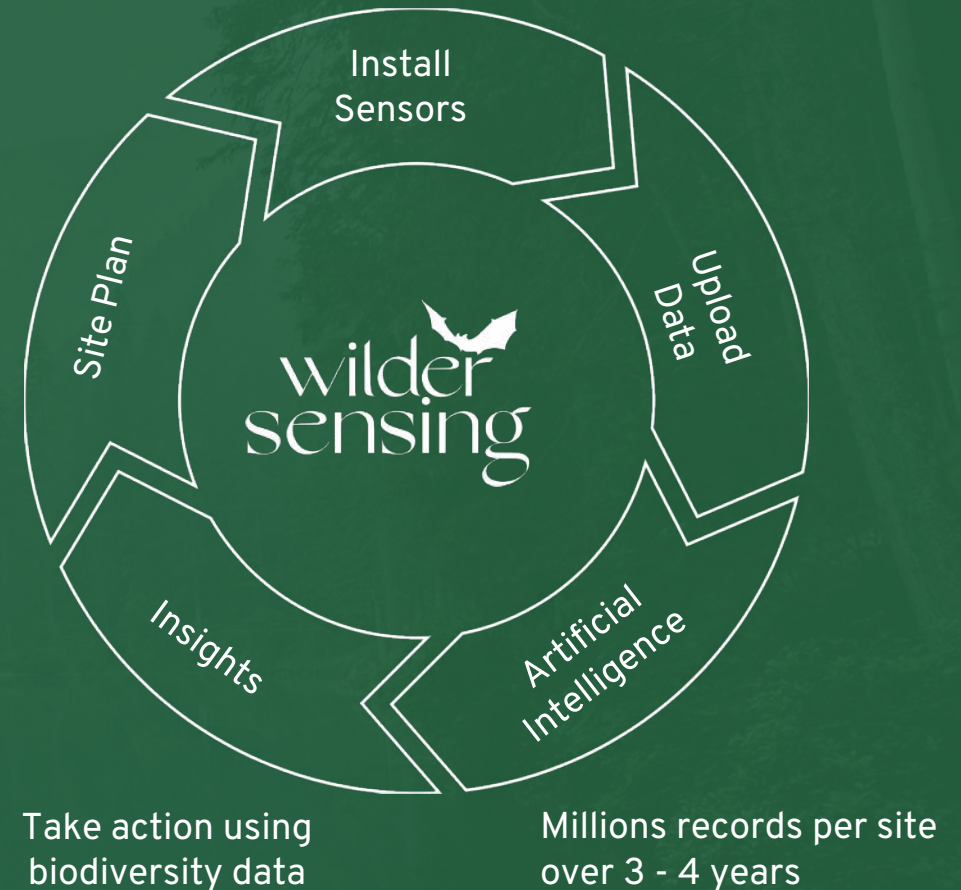 Install
Sensors
Upload
Data
Artificial
Intelligence
Insights
Site Plan
wilder
sensing
Take action using
biodiversity data
Millions records per site
over 3 - 4 years